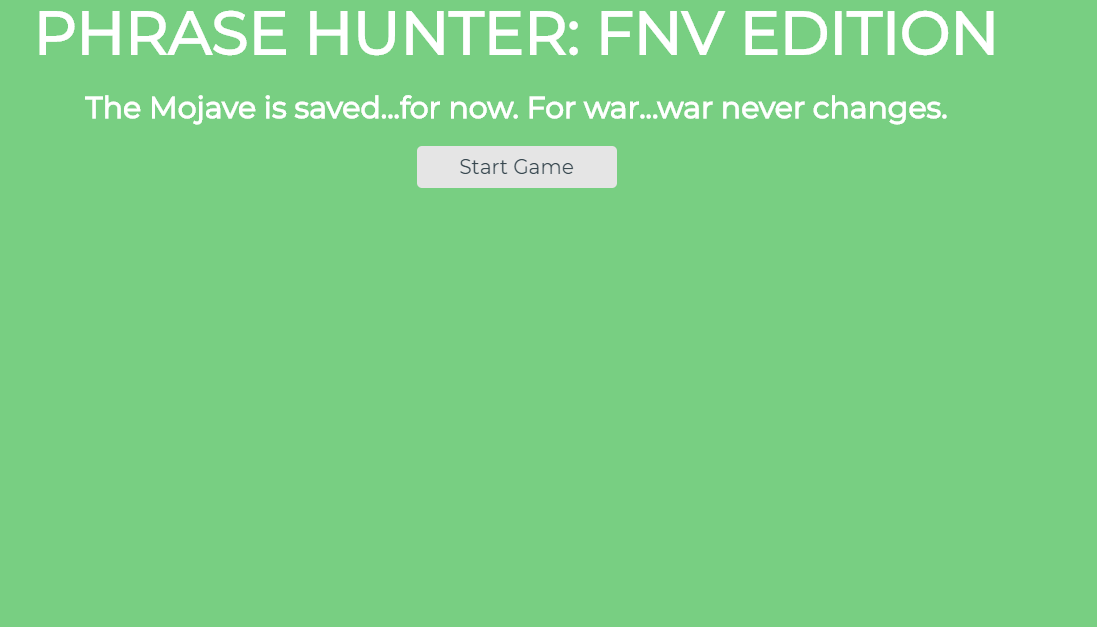 PHRASE HUNTER: FNV EDITION
The Mojave is saved...for now. For war...war never changes.
Start Game